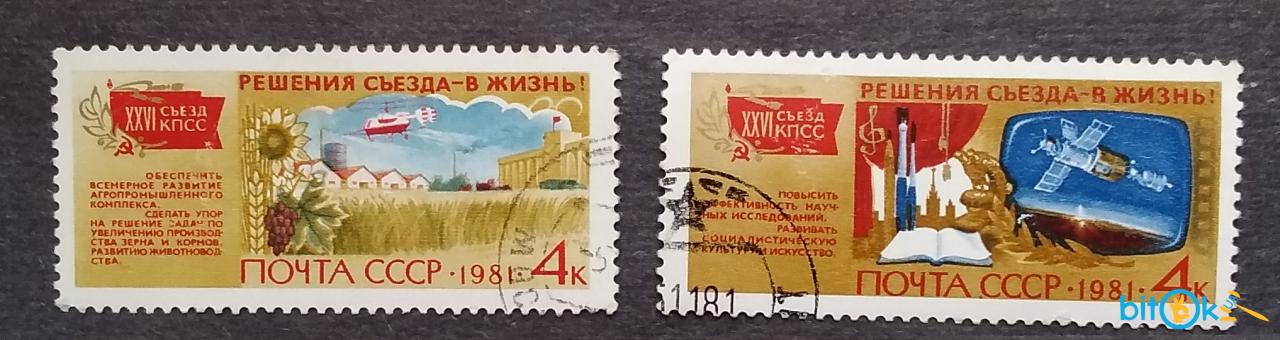 РЕШЕНИЯ СЪЕЗДА-В ЖИЗНЬ!
XXVI СЪЕЗД
КПСС
ОБЕСПЕЧИТЬ
ВСЕМЕРНОЕ РАЗВИТИЕ
АГРОПРОМЫШЛЕННОГО
КОМПЛЕКСА.
СДЕЛАТЬ УПОР
НА РЕШЕНИЕ ЗАДАЧ ПО
УВЕЛИЧЕНИЮ ПРОИЗВОД-
СТВА ЗЕРНА И КОРМОВ,
РАЗВИТИЮ ЖИВОТНОВОД-
СТВА.
ПОЧТА СССР·1981·4к
РЕШЕНИЯ СЪЕЗДА-В ЖИЗНЬ!
XXVI СЪЕЗД
КПСС
ПОВЫСИТЬ
ЭФФЕКТИВНОСТЬ НАУЧ-
НЫХ ИССЛЕДОВАНИЙ.
РАЗВИВАТЬ
СОЦИАЛИСТИЧЕСКУЮ
КУЛЬТУРУ И ИСКУССТВО.
ПОЧТА СССР·1981·4к
1181
bitok